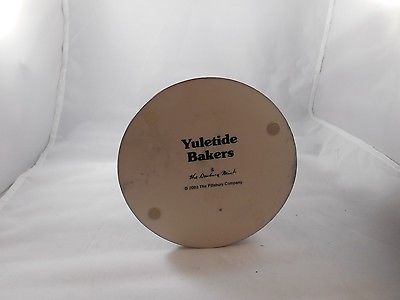 Yuletide
Bakers
The Danbury Mint
© 2003 The Pillsbury Company